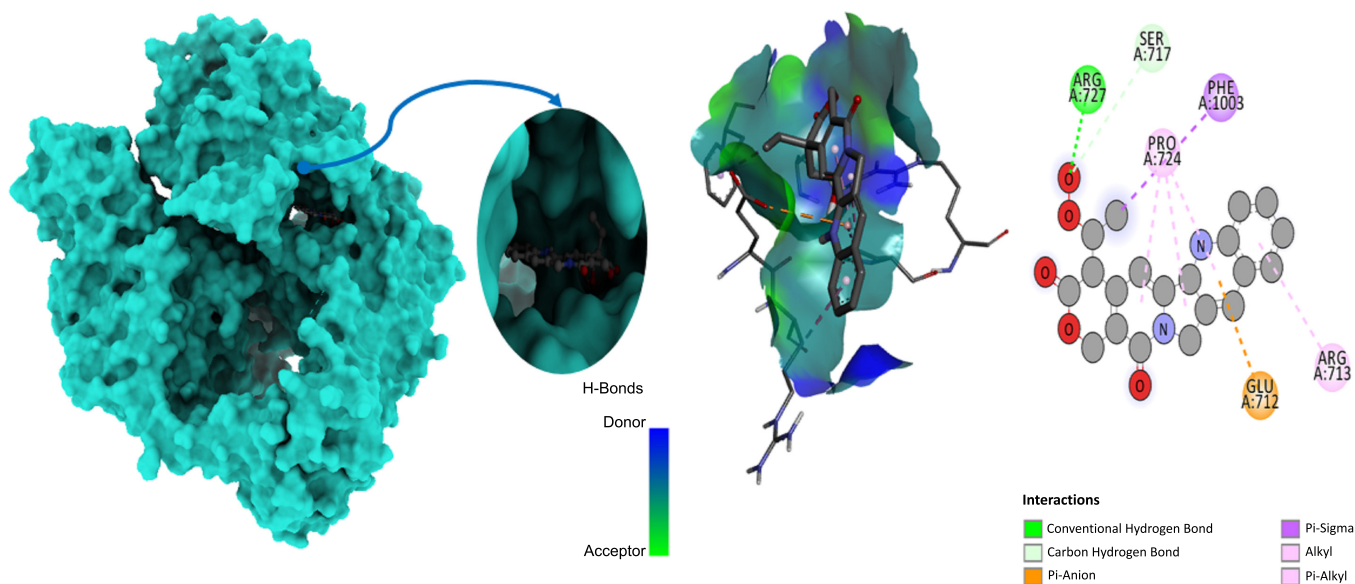 H-Bonds
Donor
Acceptor
SER
A:717
ARG
A:727
PHE
A:1003
PRO
A:724
O
O
N
O
O
N
O
ARG
A:713
GLU
A:712
Interactions
Conventional Hydrogen Bond
Carbon Hydrogen Bond
Pi-Anion
Pi-Sigma
Alkyl
Pi-Alkyl